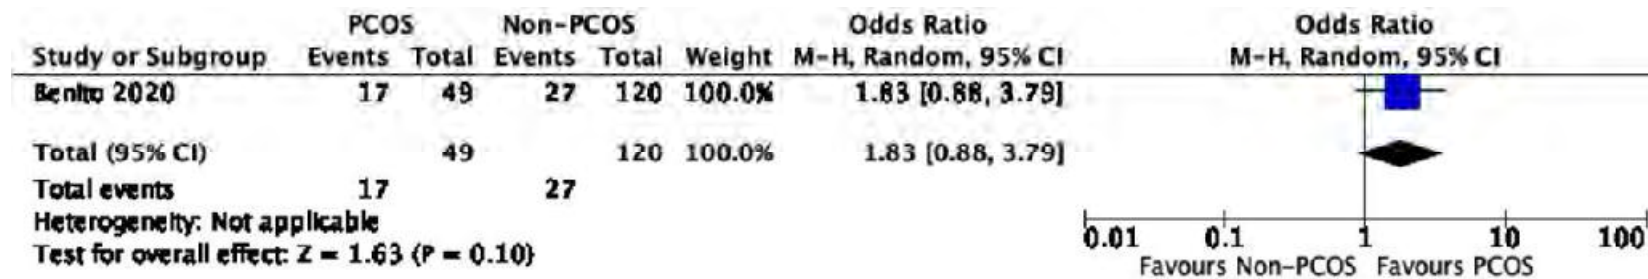 PCOS Non-PCOS Odds Ratio Odds Ratio
Study or Subgroup Events Total Events Total Weight M-H, Random, 95% CI M-H, Random, 95% CI
Benito 2020 17 49 27 120 100.0% 1.83 [0.88, 3.79]
Total (95% CI) 49 120 100.0% 1.83 [0.88, 3.79]
Total events 17 27
Heterogeneity: Not applicable
Test for overall effect: Z = 1.63 (P = 0.10)
0.01 0.1 1 10 100
Favours Non-PCOS Favours PCOS